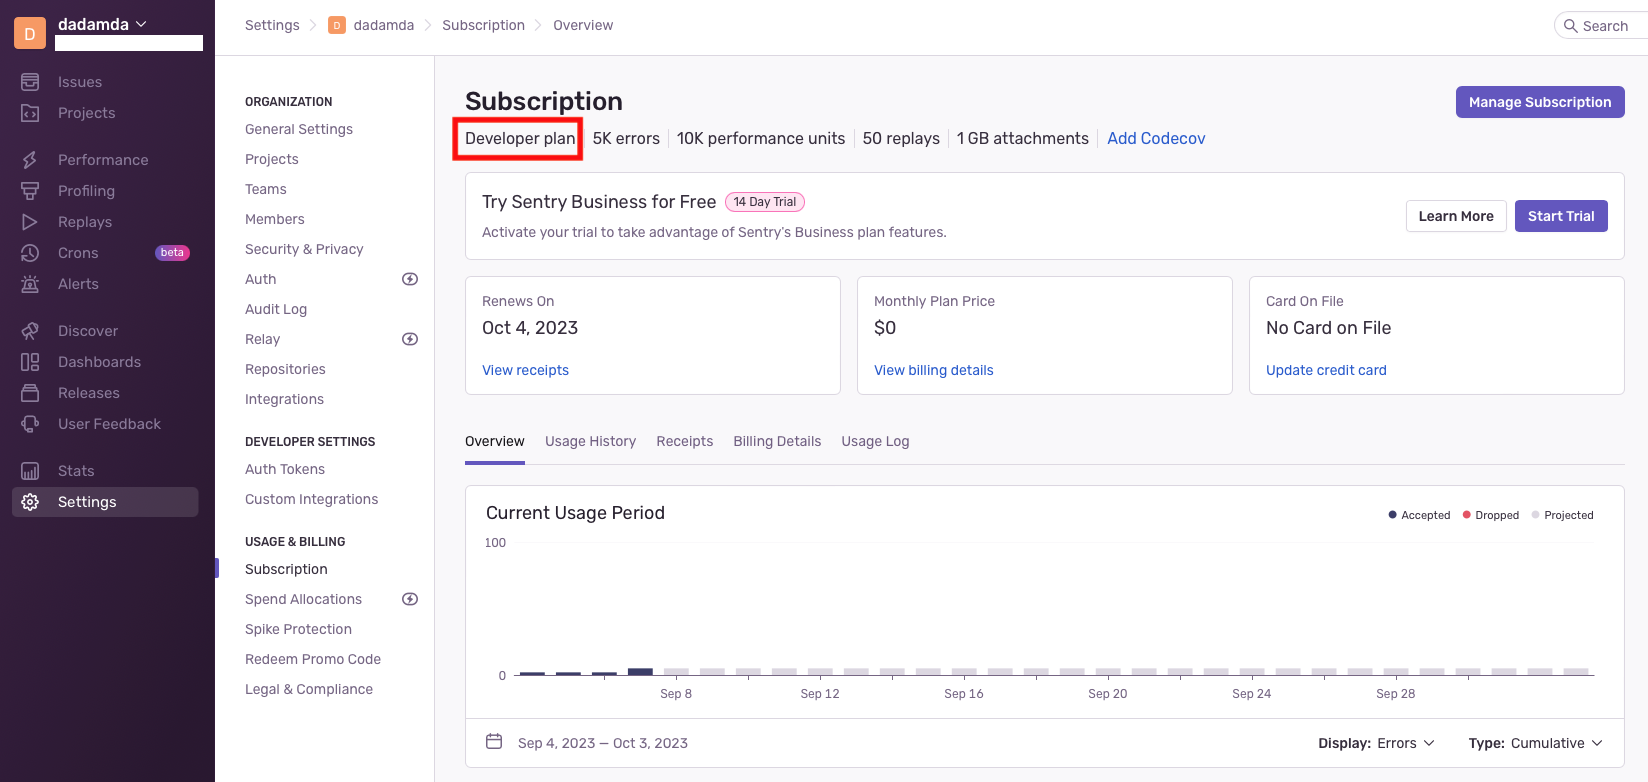 D
dadamda
Issues
Projects
Performance
Profiling
Replays
Crons
beta
Alerts
Discover
Dashboards
Releases
User Feedback
Stats
Settings
Settings
D
dadamda
Subscription
Overview
Search
ORGANIZATION
General Settings
Projects
Teams
Members
Security & Privacy
Auth
Audit Log
Relay
Repositories
Integrations
DEVELOPER SETTINGS
Auth Tokens
Custom Integrations
USAGE & BILLING
Subscription
Spend Allocations
Spike Protection
Redeem Promo Code
Legal & Compliance
Subscription
Manage Subscription
Developer plan
5K errors
10K performance units
50 replays
1 GB attachments
Add Codecov
Try Sentry Business for Free
14 Day Trial
Activate your trial to take advantage of Sentry's Business plan features.
Learn More
Start Trial
Renews On
Oct 4, 2023
View receipts
Monthly Plan Price
$0
View billing details
Card On File
No Card on File
Update credit card
Overview
Usage History
Receipts
Billing Details
Usage Log
Current Usage Period
Accepted
Dropped
Projected
100
0
Sep 8
Sep 12
Sep 16
Sep 20
Sep 24
Sep 28
Sep 4, 2023 — Oct 3, 2023
Display: Errors
Type: Cumulative